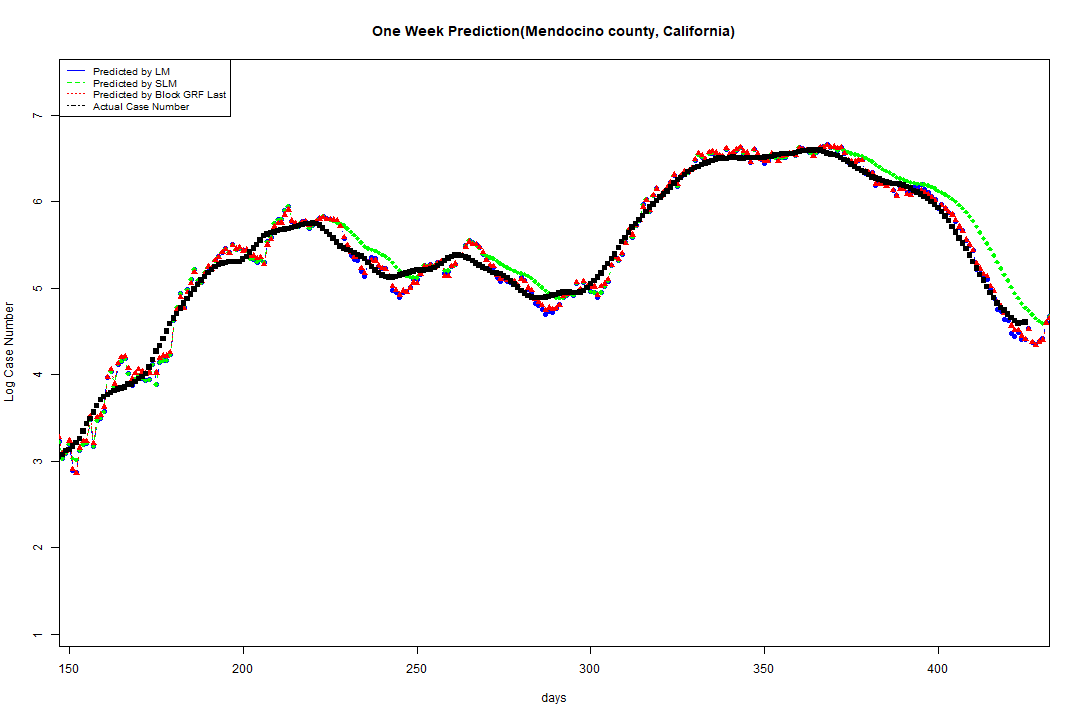 One Week Prediction(Mendocino county, California)
Predicted by LM
Predicted by SLM
Predicted by Block GRF Last
Actual Case Number
Log Case Number
7
6
5
4
3
2
1
150 200 250 300 350 400
days